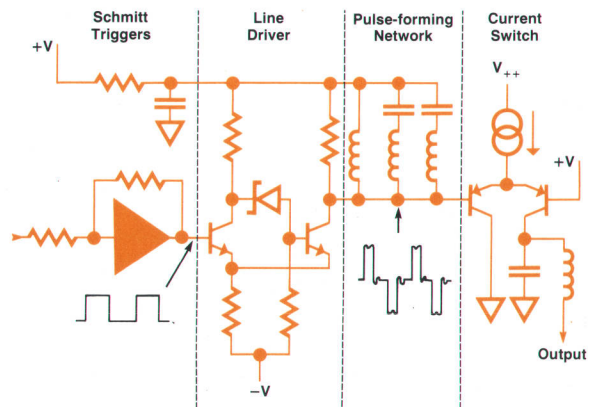 Schmitt
Triggers
Line
Driver
Pulse-forming
Network
Current
Switch
+V
V++
+V
−V
Output